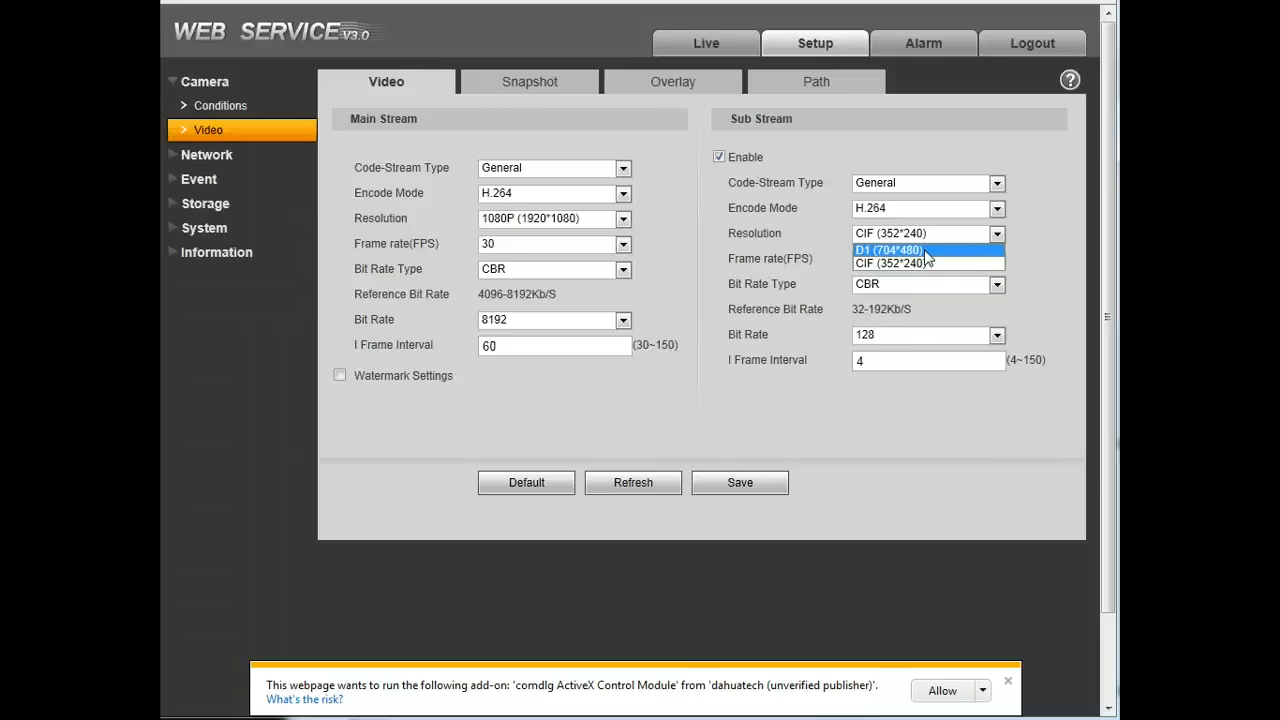 WEB SERVICE V3.0
Live
Setup
Alarm
Logout
Camera
Conditions
Video
Network
Event
Storage
System
Information
Video
Snapshot
Overlay
Path
?
Main Stream
Code-Stream Type General
Encode Mode H.264
Resolution 1080P (1920*1080)
Frame rate(FPS) 30
Bit Rate Type CBR
Reference Bit Rate 4096-8192Kb/S
Bit Rate 8192
I Frame Interval 60 (30~150)
Watermark Settings
Sub Stream
Enable
Code-Stream Type General
Encode Mode H.264
Resolution CIF (352*240)
D1 (704*480)
Frame rate(FPS) CIF (352*240)
Bit Rate Type CBR
Reference Bit Rate 32-192Kb/S
Bit Rate 128
I Frame Interval 4 (4~150)
Default
Refresh
Save
This webpage wants to run the following add-on: 'comdlg ActiveX Control Module' from 'dahuatech (unverified publisher)'.
What's the risk?
Allow